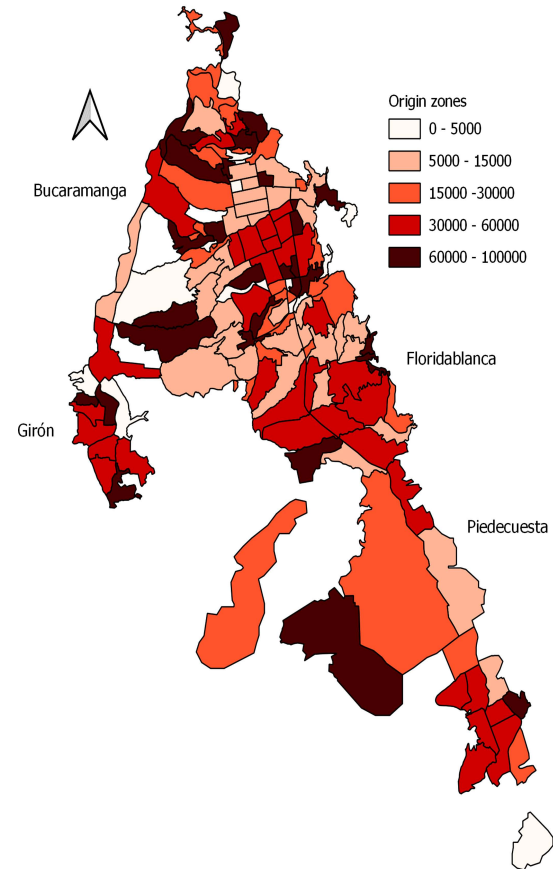 Origin zones
0 - 5000
5000 - 15000
15000 -30000
30000 - 60000
60000 - 100000
Bucaramanga
Floridablanca
Girón
Piedecuesta